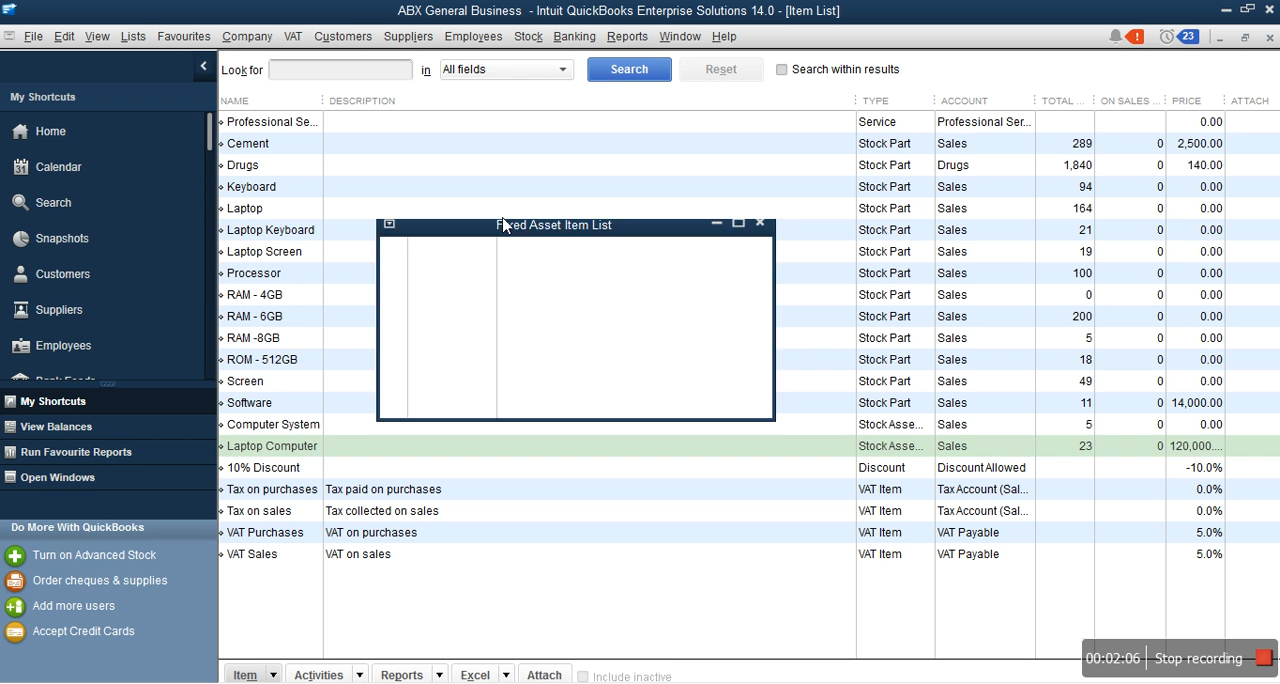 ABX General Business - Intuit QuickBooks Enterprise Solutions 14.0 - [Item List]
File Edit View Lists Favourites Company VAT Customers Suppliers Employees Stock Banking Reports Window Help ! 23
Look for in All fields Search Reset Search within results
My Shortcuts
Home
Calendar
Search
Snapshots
Customers
Suppliers
Employees
Bank Feeds
My Shortcuts
View Balances
Run Favourite Reports
Open Windows
Do More With QuickBooks
Turn on Advanced Stock
Order cheques & supplies
Add more users
Accept Credit Cards
NAME DESCRIPTION TYPE ACCOUNT TOTAL ... ON SALES ... PRICE ATTACH
Professional Se... Service Professional Ser... 0.00
Cement Stock Part Sales 289 0 2,500.00
Drugs Stock Part Drugs 1,840 0 140.00
Keyboard Stock Part Sales 94 0 0.00
Laptop Stock Part Sales 164 0 0.00
Laptop Keyboard Stock Part Sales 21 0 0.00
Laptop Screen Stock Part Sales 19 0 0.00
Processor Stock Part Sales 100 0 0.00
RAM - 4GB Stock Part Sales 0 0 0.00
RAM - 6GB Stock Part Sales 200 0 0.00
RAM -8GB Stock Part Sales 5 0 0.00
ROM - 512GB Stock Part Sales 18 0 0.00
Screen Stock Part Sales 49 0 0.00
Software Stock Part Sales 11 0 14,000.00
Computer System Stock Asse... Sales 5 0 0.00
Laptop Computer Stock Asse... Sales 23 0 120,000....
10% Discount Discount Discount Allowed -10.0%
Tax on purchases Tax paid on purchases VAT Item Tax Account (Sal... 0.0%
Tax on sales Tax collected on sales VAT Item Tax Account (Sal... 0.0%
VAT Purchases VAT on purchases VAT Item VAT Payable 5.0%
VAT Sales VAT on sales VAT Item VAT Payable 5.0%
Fixed Asset Item List
Item Activities Reports Excel Attach Include inactive
00:02:06 Stop recording